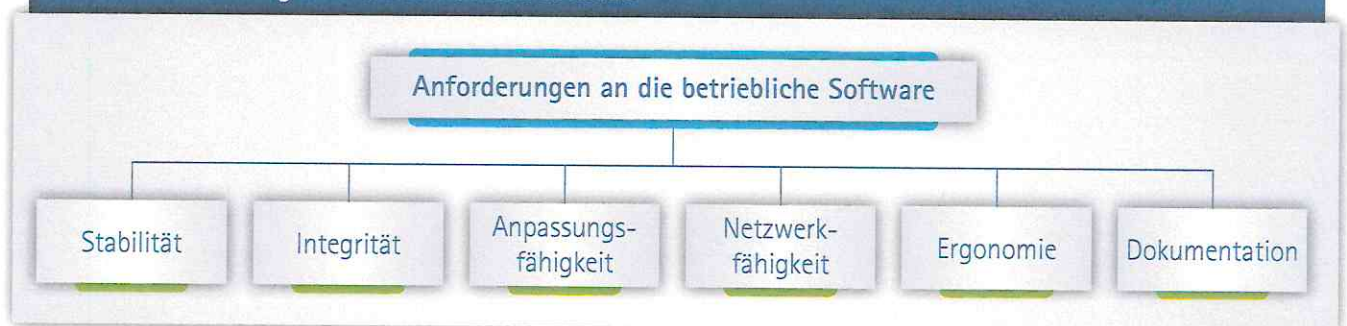 Anforderungen an die betriebliche Software
Stabilität
Integrität
Anpassungs-
fähigkeit
Netzwerk-
fähigkeit
Ergonomie
Dokumentation